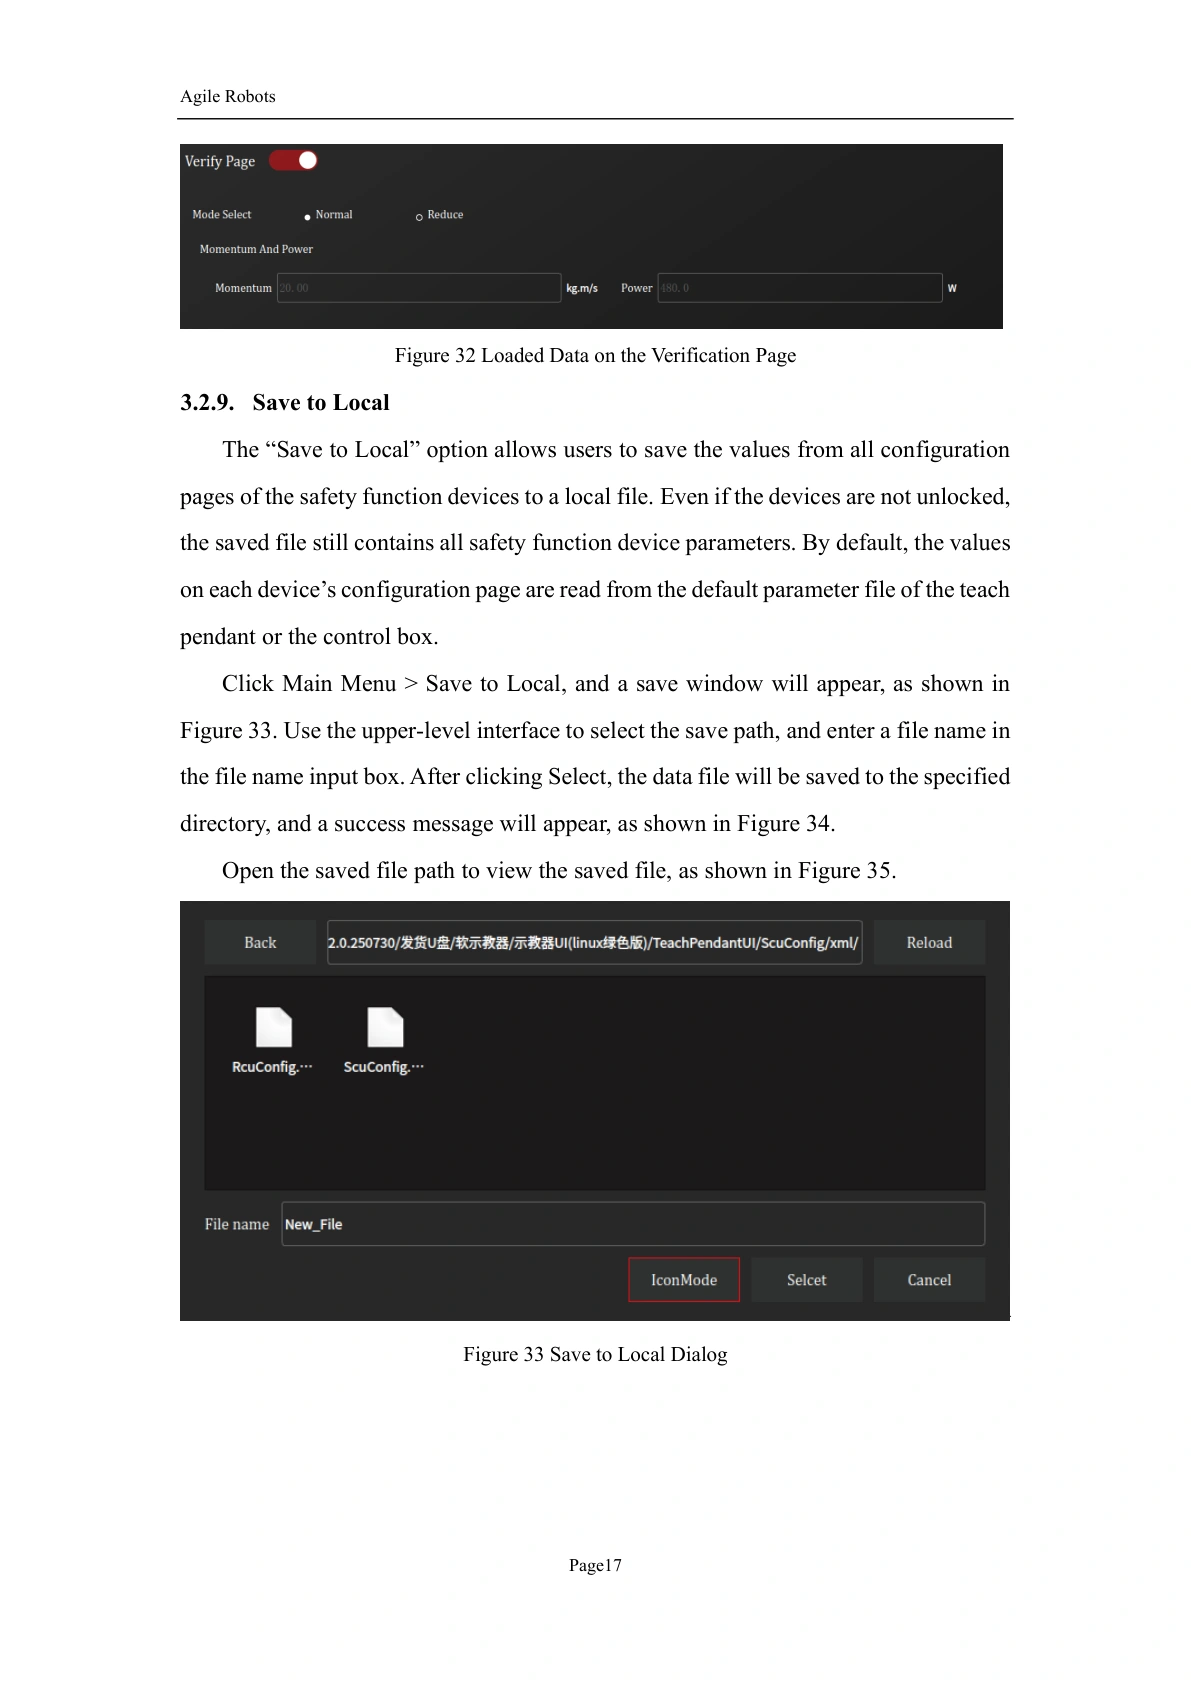 Agile Robots
Verify Page
Mode Select Normal Reduce
Momentum And Power
Momentum 20.00 kg.m/s Power 480.0 W
Figure 32 Loaded Data on the Verification Page
3.2.9. Save to Local
The “Save to Local” option allows users to save the values from all configuration
pages of the safety function devices to a local file. Even if the devices are not unlocked,
the saved file still contains all safety function device parameters. By default, the values
on each device’s configuration page are read from the default parameter file of the teach
pendant or the control box.
Click Main Menu > Save to Local, and a save window will appear, as shown in
Figure 33. Use the upper-level interface to select the save path, and enter a file name in
the file name input box. After clicking Select, the data file will be saved to the specified
directory, and a success message will appear, as shown in Figure 34.
Open the saved file path to view the saved file, as shown in Figure 35.
Back 2.0.250730/发货U盘/软示教器/示教器UI(linux绿色版)/TeachPendantUI/ScuConfig/xml/ Reload
RcuConfig.··· ScuConfig.···
File name New_File
IconMode Selcet Cancel
Figure 33 Save to Local Dialog
Page17